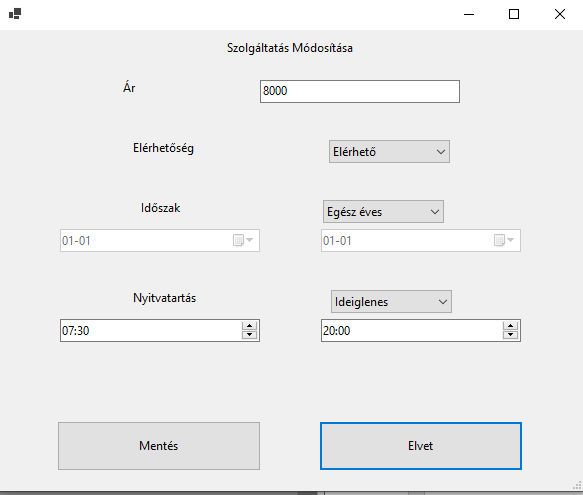 Szolgáltatás Módosítása
Ár
8000
Elérhetőség
Elérhető
Időszak
Egész éves
01-01
01-01
Nyitvatartás
Ideiglenes
07:30
20:00
Mentés
Elvet